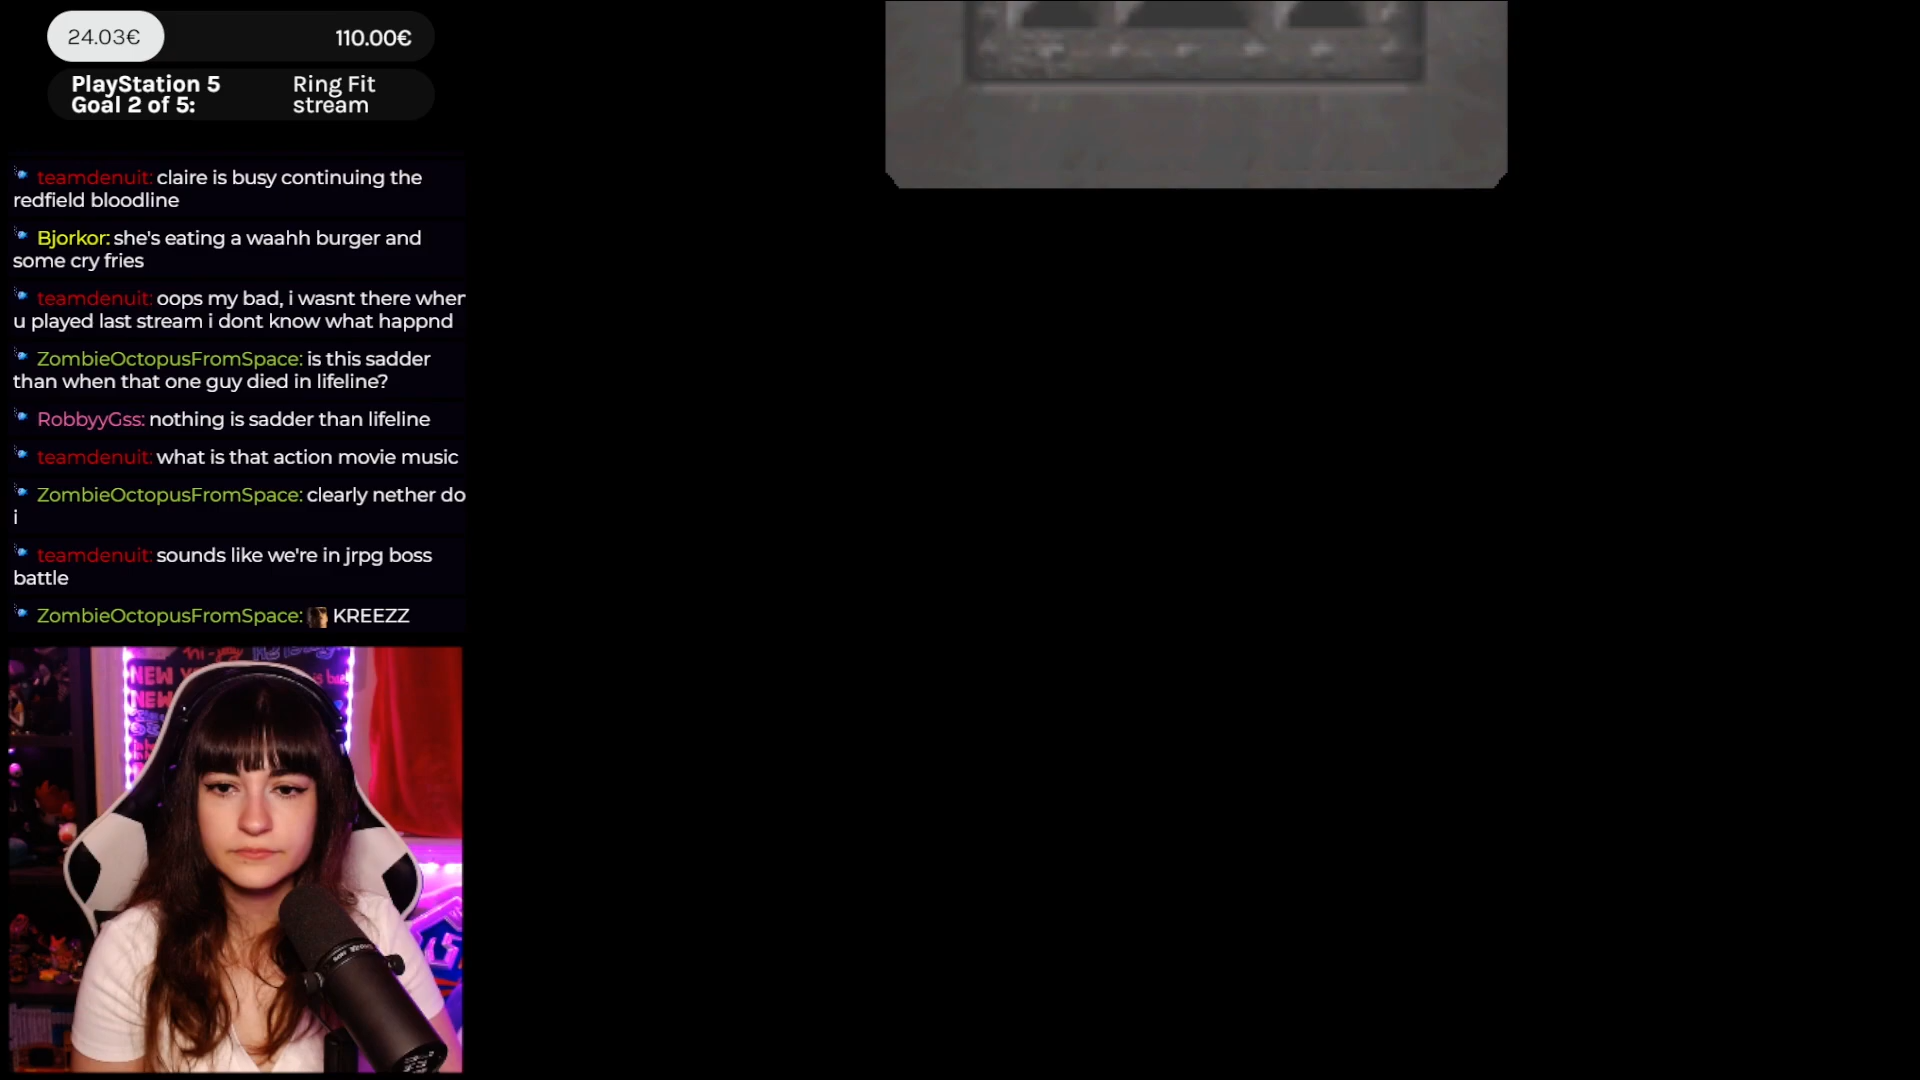 24.03€ 110.00€
PlayStation 5 Ring Fit
Goal 2 of 5: stream
teamdenuit: claire is busy continuing the
redfield bloodline
Bjorkor: she's eating a waahh burger and
some cry fries
teamdenuit: oops my bad, i wasnt there when
u played last stream i dont know what happnd
ZombieOctopusFromSpace: is this sadder
than when that one guy died in lifeline?
RobbyyGss: nothing is sadder than lifeline
teamdenuit: what is that action movie music
ZombieOctopusFromSpace: clearly nether do
i
teamdenuit: sounds like we're in jrpg boss
battle
ZombieOctopusFromSpace: KREEZZ
hi-
NEW
NEW